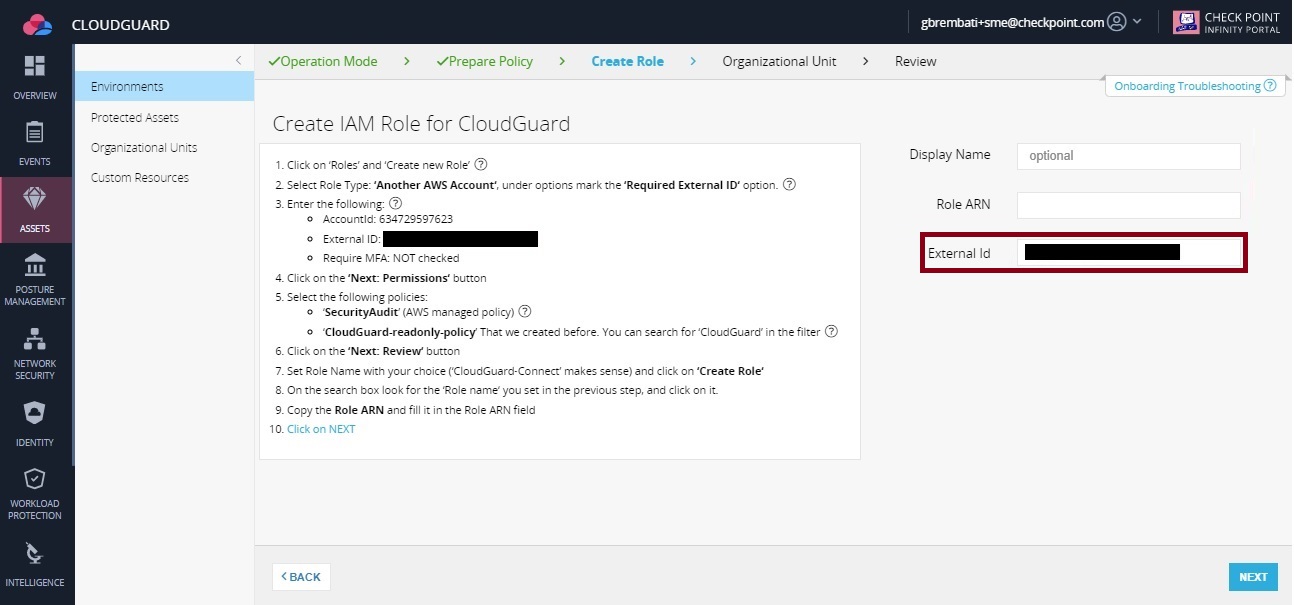 CLOUDGUARD
gbrembati+sme@checkpoint.com
CHECK POINT
INFINITY PORTAL
OVERVIEW
EVENTS
ASSETS
POSTURE
MANAGEMENT
NETWORK
SECURITY
IDENTITY
WORKLOAD
PROTECTION
INTELLIGENCE
Environments
Protected Assets
Organizational Units
Custom Resources
Operation Mode > Prepare Policy > Create Role > Organizational Unit > Review
Onboarding Troubleshooting ?
Create IAM Role for CloudGuard
1. Click on ‘Roles’ and ‘Create new Role’ ?
2. Select Role Type: ‘Another AWS Account’, under options mark the ‘Required External ID’ option. ?
3. Enter the following: ?
AccountId: 634729597623
External ID:
Require MFA: NOT checked
4. Click on the ‘Next: Permissions’ button
5. Select the following policies:
‘SecurityAudit’ (AWS managed policy) ?
‘CloudGuard-readonly-policy’ That we created before. You can search for ‘CloudGuard’ in the filter ?
6. Click on the ‘Next: Review’ button
7. Set Role Name with your choice (‘CloudGuard-Connect’ makes sense) and click on ‘Create Role’
8. On the search box look for the ‘Role name’ you set in the previous step, and click on it.
9. Copy the Role ARN and fill it in the Role ARN field
10. Click on NEXT
Display Name optional
Role ARN
External Id
BACK
NEXT